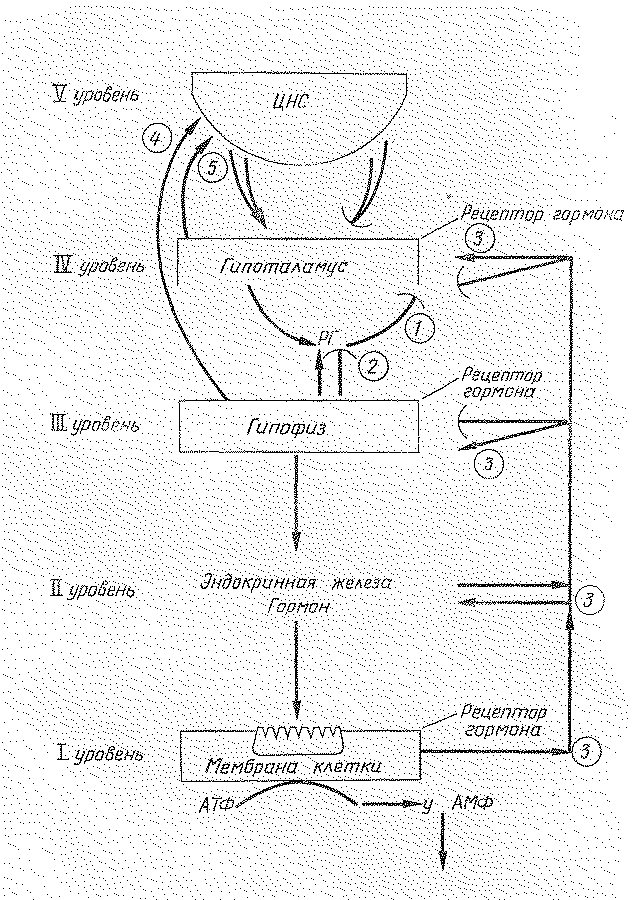 V уровень
ЦНС
4
5
Рецептор гормона
3
IV уровень
Гипоталамус
1
РГ
2
Рецептор
гормона
III уровень
Гипофиз
3
II уровень
Эндокринная железа
Гормон
3
Рецептор
гормона
I уровень
Мембрана клетки
3
АТФ
у АМФ